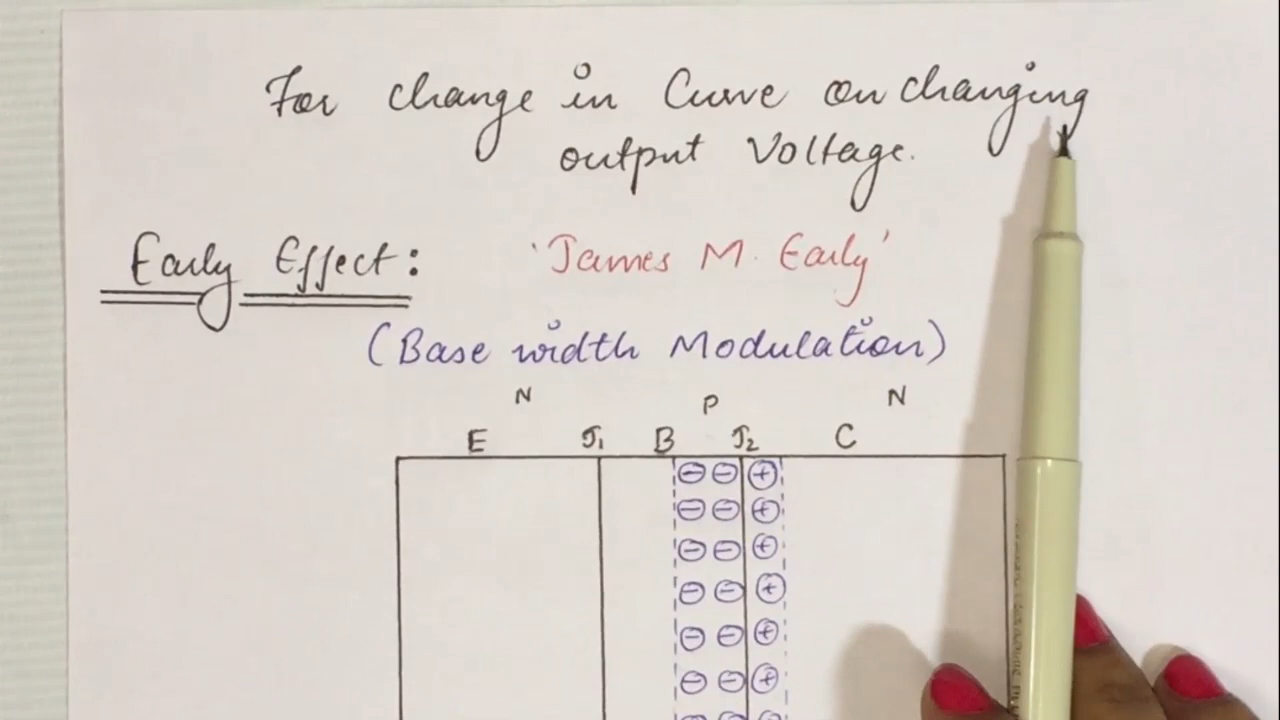 For change in Curve on changing
output Voltage.
Early Effect: 'James M. Early'
(Base width Modulation)
N P N
E J1 B J2 C
⊖ ⊖ ⊕
⊖ ⊖ ⊕
⊖ ⊖ ⊕
⊖ ⊖ ⊕
⊖ ⊖ ⊕
⊖ ⊖ ⊕